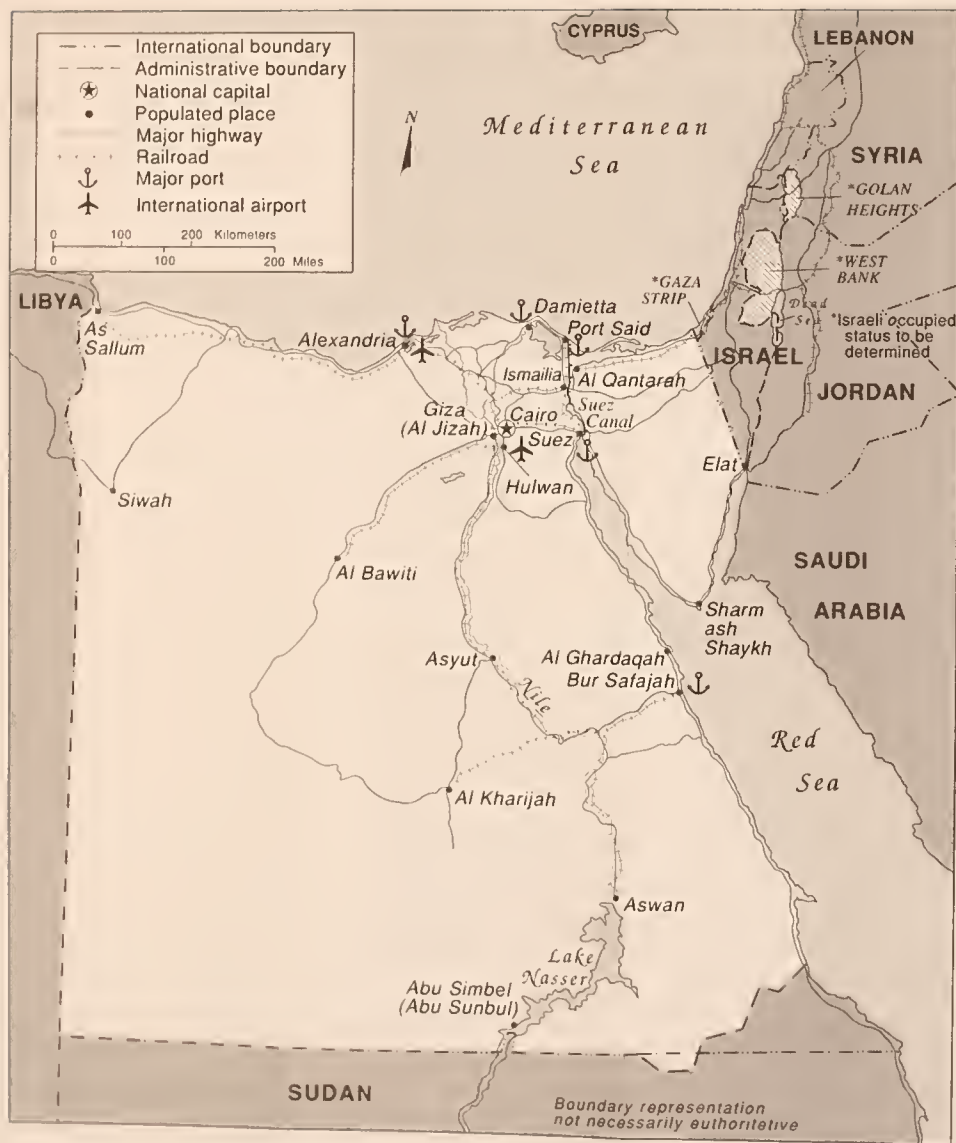 CYPRUS
LEBANON
International boundary
Administrative boundary
National capital
Populated place
Major highway
Railroad
Major port
International airport
0 100 200 Kilometers
0 100 200 Miles
N
Mediterranean
Sea
SYRIA
*GOLAN
HEIGHTS
*WEST
BANK
*GAZA
STRIP
Dead
Sea
*Israeli occupied
status to be
determined
LIBYA
As
Sallum
Alexandria
Damietta
Port Said
ISRAEL
JORDAN
Ismailia
Al Qantarah
Giza
(Al Jizah)
Cairo
Suez
Suez
Canal
Hulwan
Elat
Siwah
Al Bawiti
SAUDI
ARABIA
Sharm
ash
Shaykh
Asyut
Nile
Al Ghardaqah
Bur Safajah
Red
Sea
Al Kharijah
Aswan
Lake
Nasser
Abu Simbel
(Abu Sunbul)
SUDAN
Boundary representation
not necessarily authoritetive